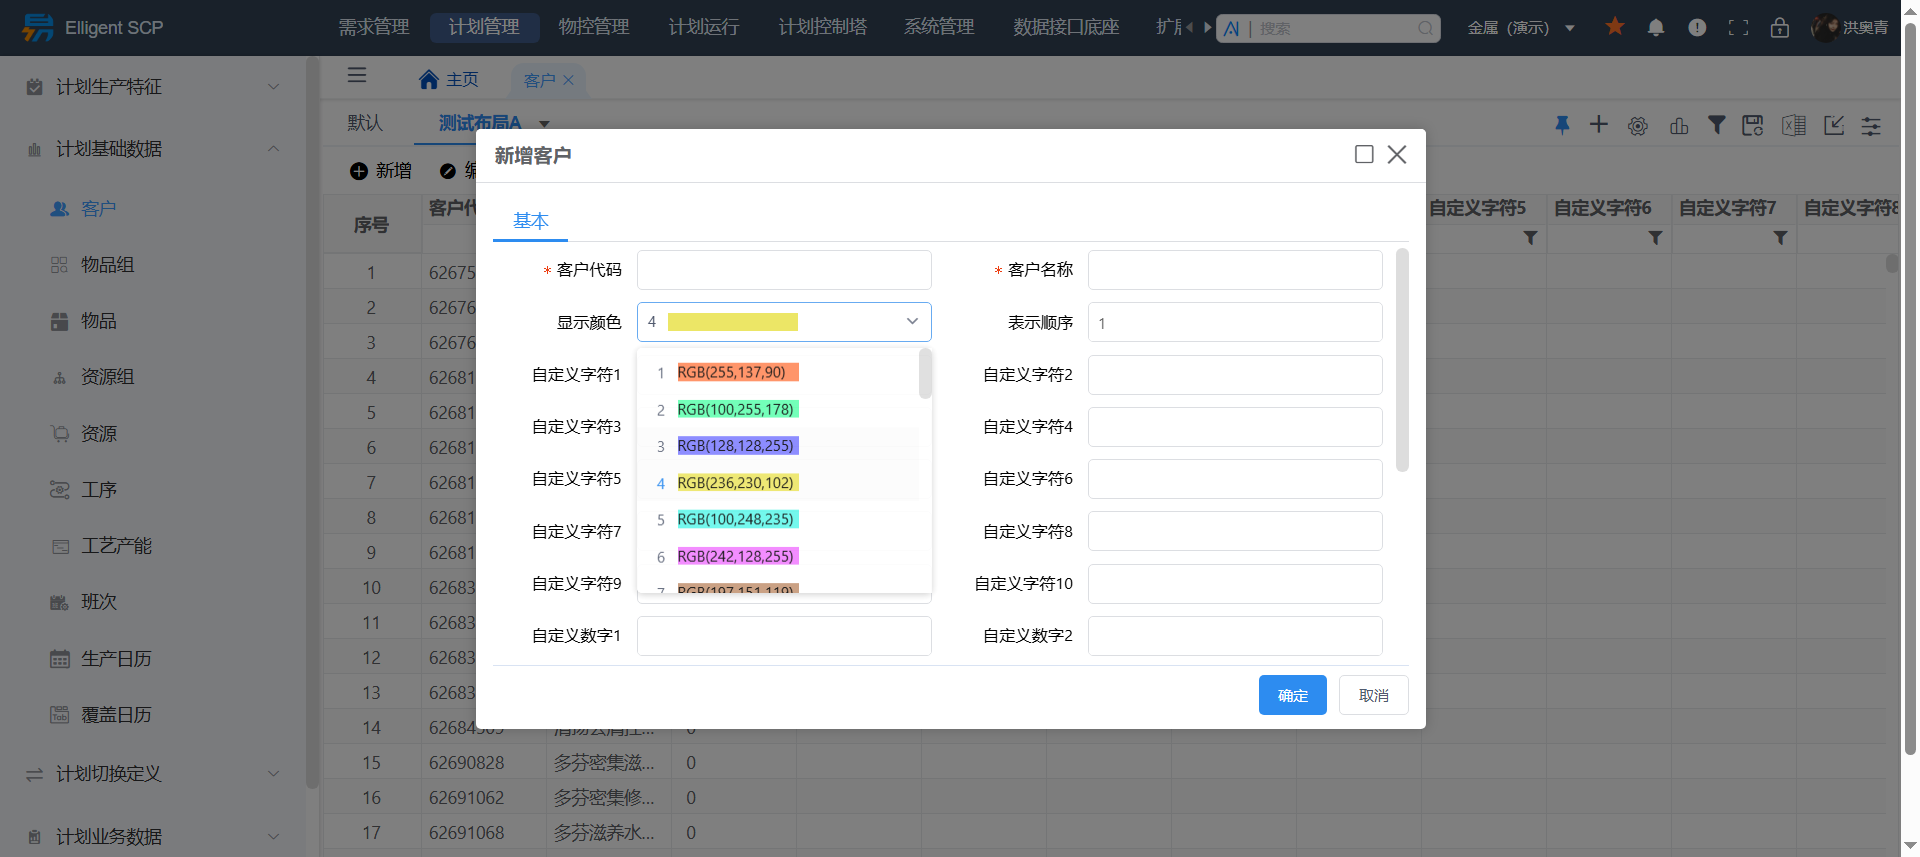 Elligent SCP
需求管理
计划管理
物控管理
计划运行
计划控制塔
系统管理
数据接口底座
AI
搜索
金属 (演示)
洪奥青
计划生产特征
计划基础数据
客户
物品组
物品
资源组
资源
工序
工艺产能
班次
生产日历
覆盖日历
计划切换定义
计划业务数据
主页
客户
默认
测试布局A
新增
序号
自定义字符5
自定义字符6
自定义字符7
自定义字符8
1 62675
2 62676
3 62676
4 62681
5 62681
6 62681
7 62681
8 62681
9 62681
10 62683
11 62683
12 62683
13 62683
14
15 62690828 多芬密集滋... 0
16 62691062 多芬密集修... 0
17 62691068 多芬滋养水... 0
新增客户
基本
* 客户代码
* 客户名称
显示颜色 4
表示顺序 1
1 RGB(255,137,90)
2 RGB(100,255,178)
3 RGB(128,128,255)
4 RGB(236,230,102)
5 RGB(100,248,235)
6 RGB(242,128,255)
7 RGB(197,151,119)
自定义字符1
自定义字符2
自定义字符3
自定义字符4
自定义字符5
自定义字符6
自定义字符7
自定义字符8
自定义字符9
自定义字符10
自定义数字1
自定义数字2
确定
取消